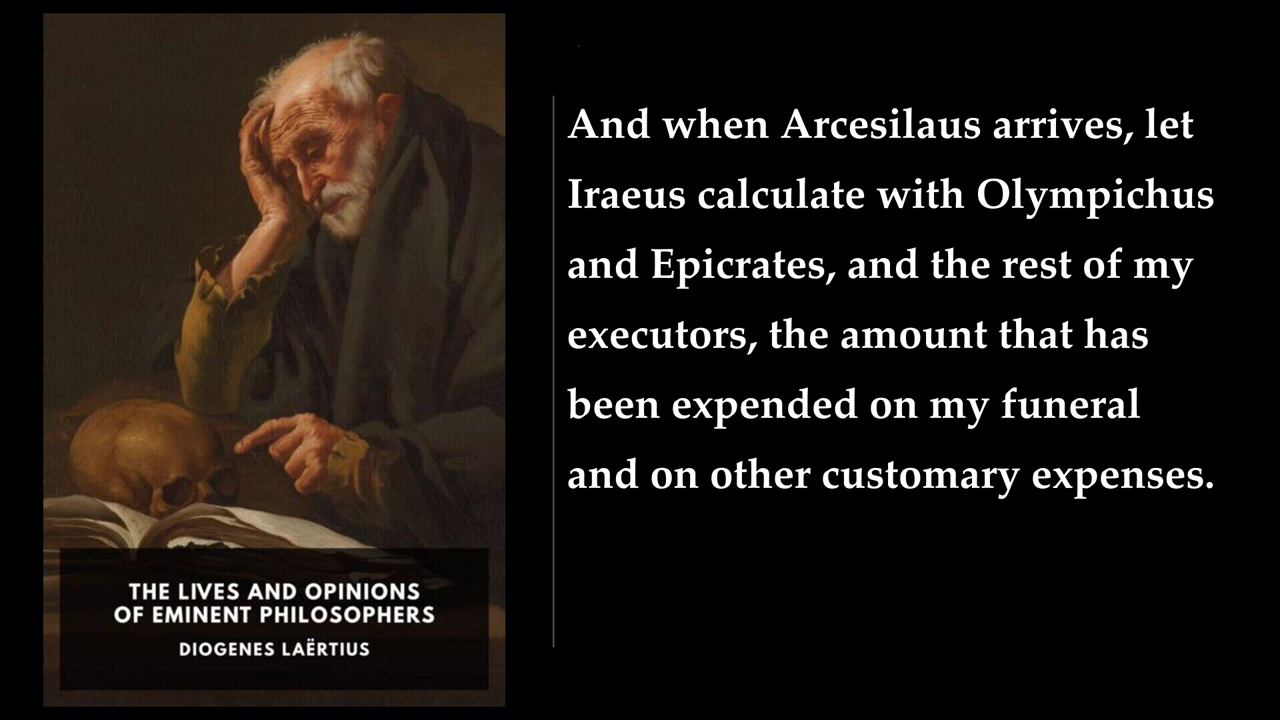 THE LIVES AND OPINIONS
OF EMINENT PHILOSOPHERS
DIOGENES LAËRTIUS
And when Arcesilaus arrives, let
Iraeus calculate with Olympichus
and Epicrates, and the rest of my
executors, the amount that has
been expended on my funeral
and on other customary expenses.